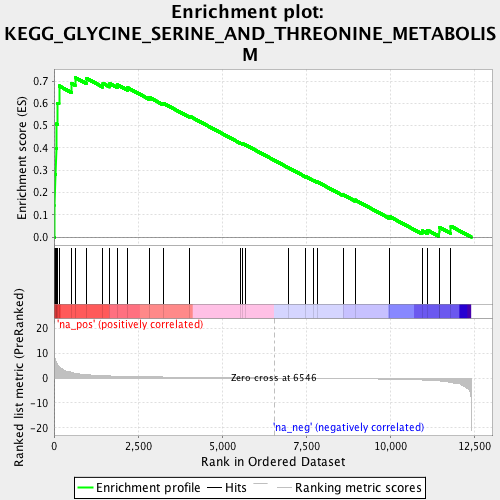 Enrichment plot:
KEGG_GLYCINE_SERINE_AND_THREONINE_METABOLIS
M
Enrichment score (ES)
0.7
0.6
0.5
0.4
0.3
0.2
0.1
0.0
'na_pos' (positively correlated)
Ranked list metric (PreRanked)
20
10
0
-10
-20
Zero cross at 6546
'na_neg' (negatively correlated)
0
2,500
5,000
7,500
10,000
12,500
Rank in Ordered Dataset
Enrichment profile
Hits
Ranking metric scores